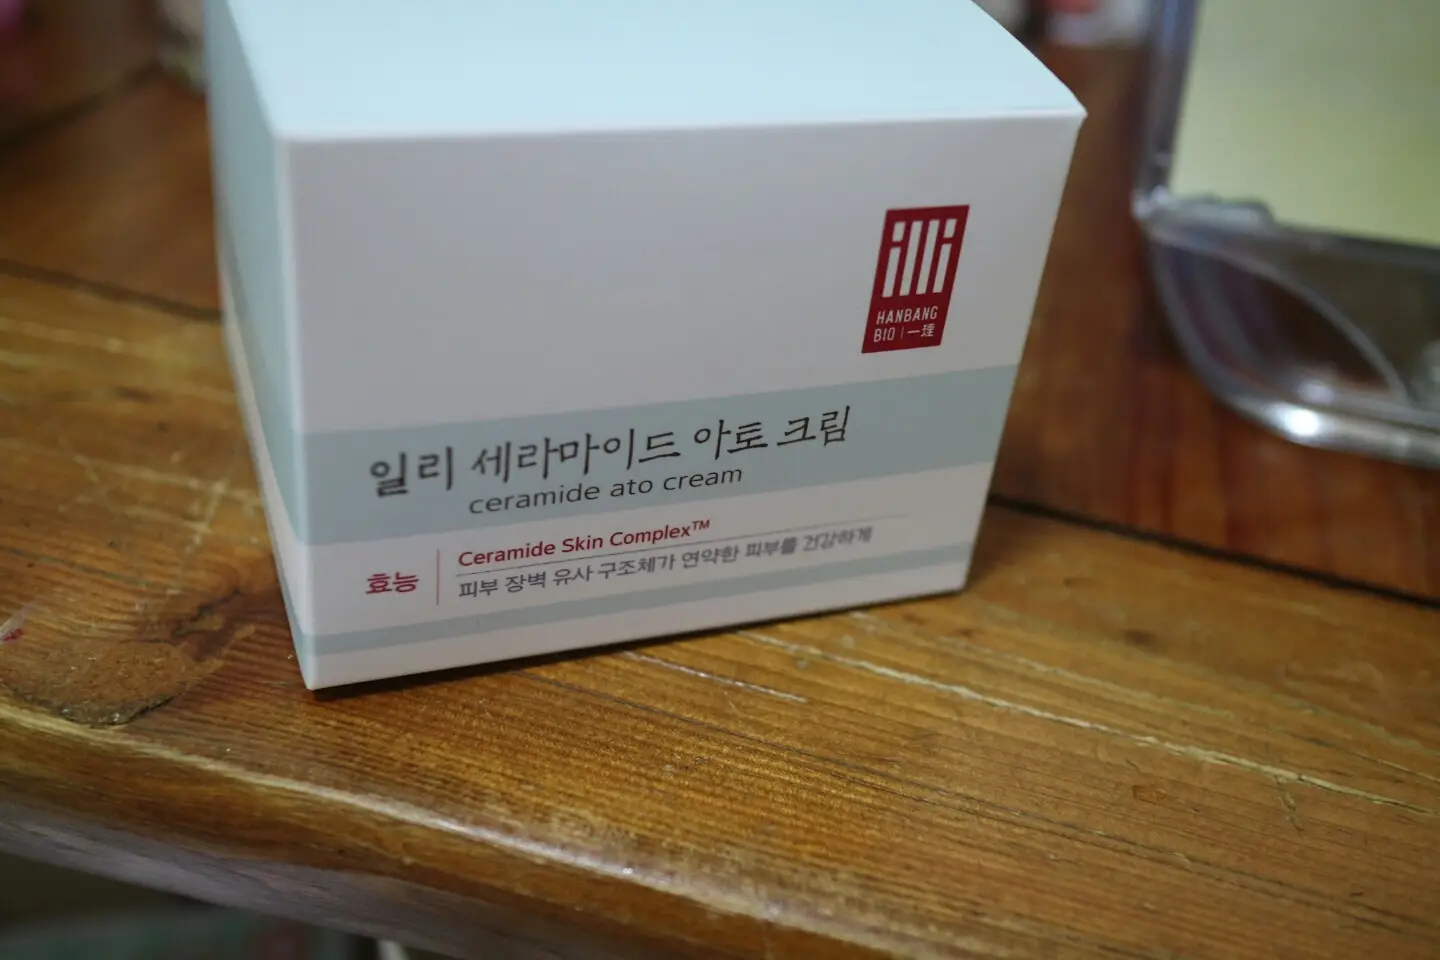 illi
HANBANG
BIO | 一理
일리 세라마이드 아토 크림
ceramide ato cream
효능
Ceramide Skin Complex™
피부 장벽 유사 구조체가 연약한 피부를 건강하게